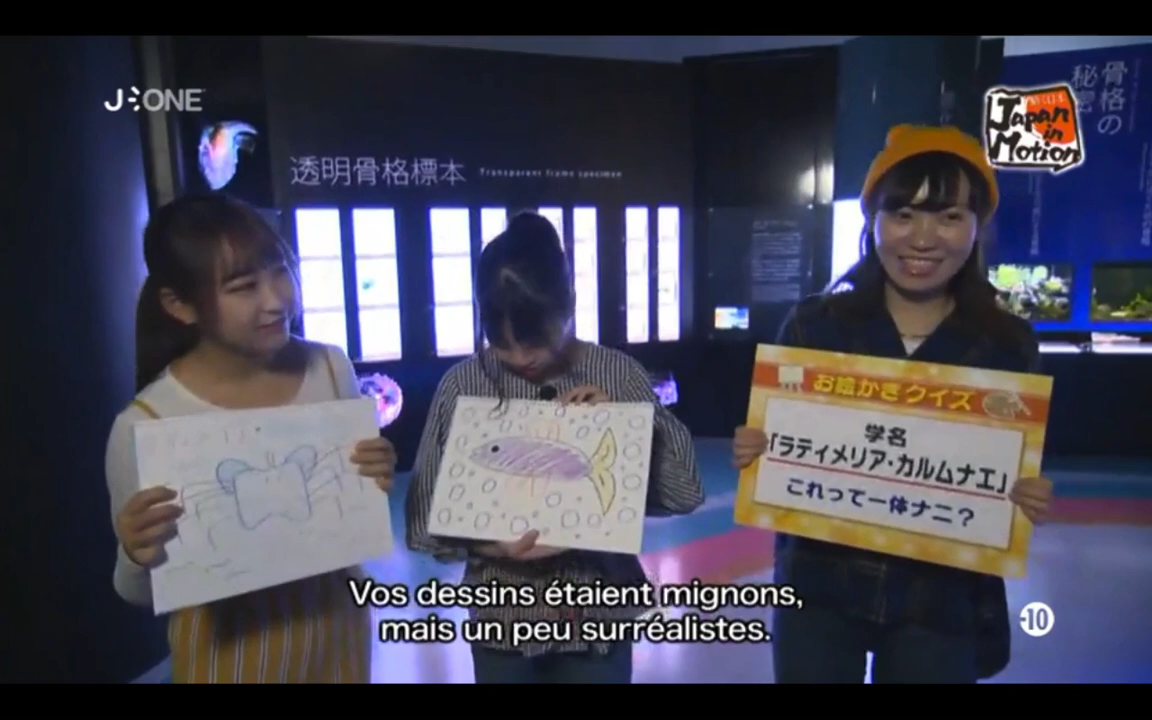 J:ONE
透明骨格標本 Transparent frame specimen
骨格の
秘密
Japan
in
Motion
お絵かきクイズ
学名
「ラティメリア・カルムナエ」
これって一体ナニ?
Vos dessins étaient mignons,
mais un peu surréalistes.
-10